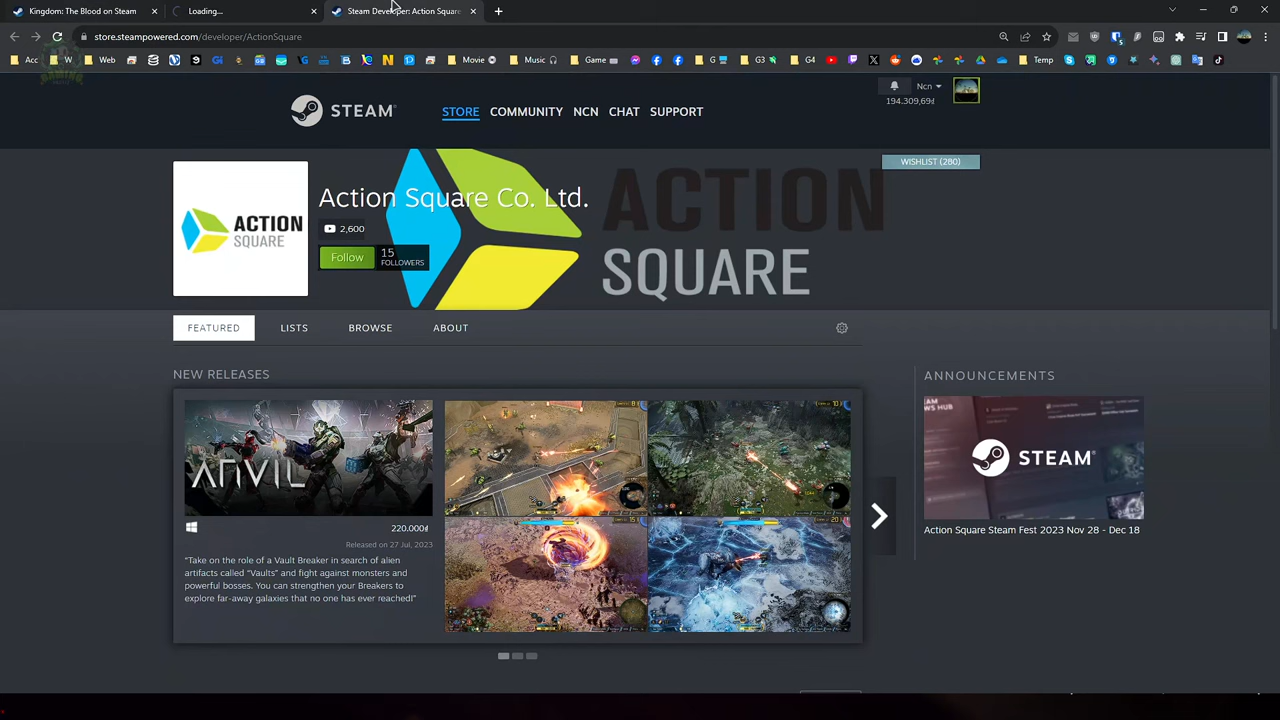 Kingdom: The Blood on Steam
Loading...
Steam Developer: Action Square
store.steampowered.com/developer/ActionSquare
Acc
W
Web
Movie
Music
Game
G
G3
G4
Temp
STEAM
STORE
COMMUNITY
NCN
CHAT
SUPPORT
Ncn
194.309,69₫
WISHLIST (280)
ACTION
SQUARE
Action Square Co. Ltd.
2,600
Follow
15
FOLLOWERS
ACTION
SQUARE
FEATURED
LISTS
BROWSE
ABOUT
NEW RELEASES
ANVIL
220.000₫
Released on 27 Jul, 2023
“Take on the role of a Vault Breaker in search of alien
artifacts called “Vaults” and fight against monsters and
powerful bosses. You can strengthen your Breakers to
explore far-away galaxies that no one has ever reached!”
ANNOUNCEMENTS
STEAM
Action Square Steam Fest 2023 Nov 28 - Dec 18